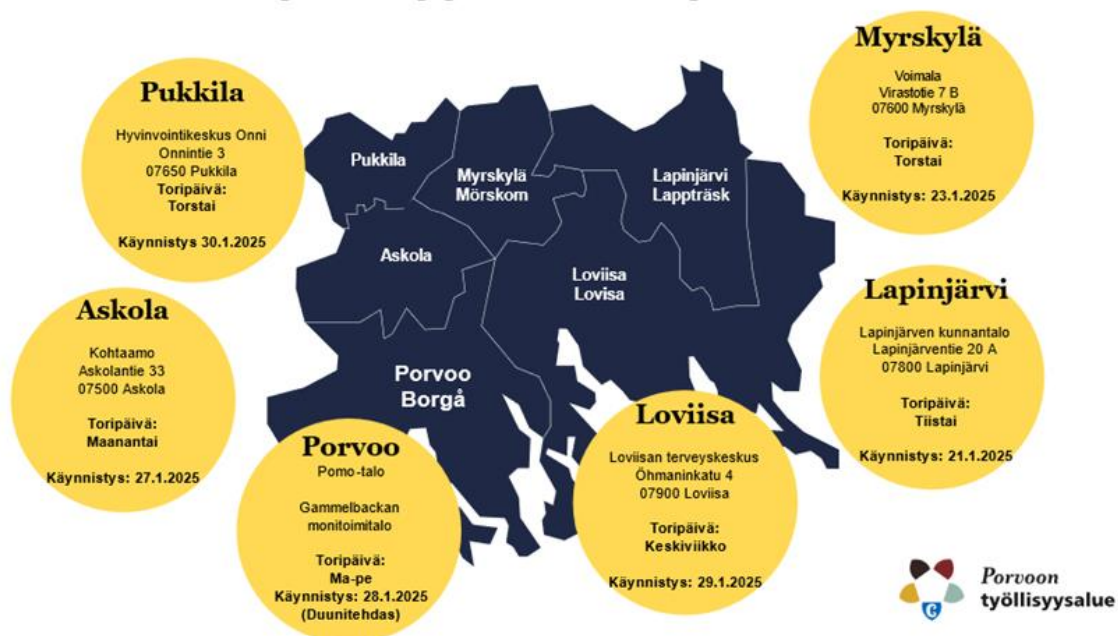 Myrskylä
Voimala
Virastotie 7 B
07600 Myrskylä
Toripäivä:
Torstai
Käynnistys: 23.1.2025
Pukkila
Hyvinvointikeskus Onni
Onnintie 3
07650 Pukkila
Toripäivä:
Torstai
Käynnistys 30.1.2025
Pukkila
Myrskylä
Mörskom
Lapinjärvi
Lappträsk
Askola
Loviisa
Lovisa
Porvoo
Borgå
Askola
Kohtaamo
Askolantie 33
07500 Askola
Toripäivä:
Maanantai
Käynnistys: 27.1.2025
Lapinjärvi
Lapinjärven kunnantalo
Lapinjärventie 20 A
07800 Lapinjärvi
Toripäivä:
Tiistai
Käynnistys: 21.1.2025
Porvoo
Pomo-talo
Gammelbackan
monitoimitalo
Toripäivä:
Ma-pe
Käynnistys: 28.1.2025
(Duunitehdas)
Loviisa
Loviisan terveyskeskus
Öhmaninkatu 4
07900 Loviisa
Toripäivä:
Keskiviikko
Käynnistys: 29.1.2025
Porvoon
työllisyysalue